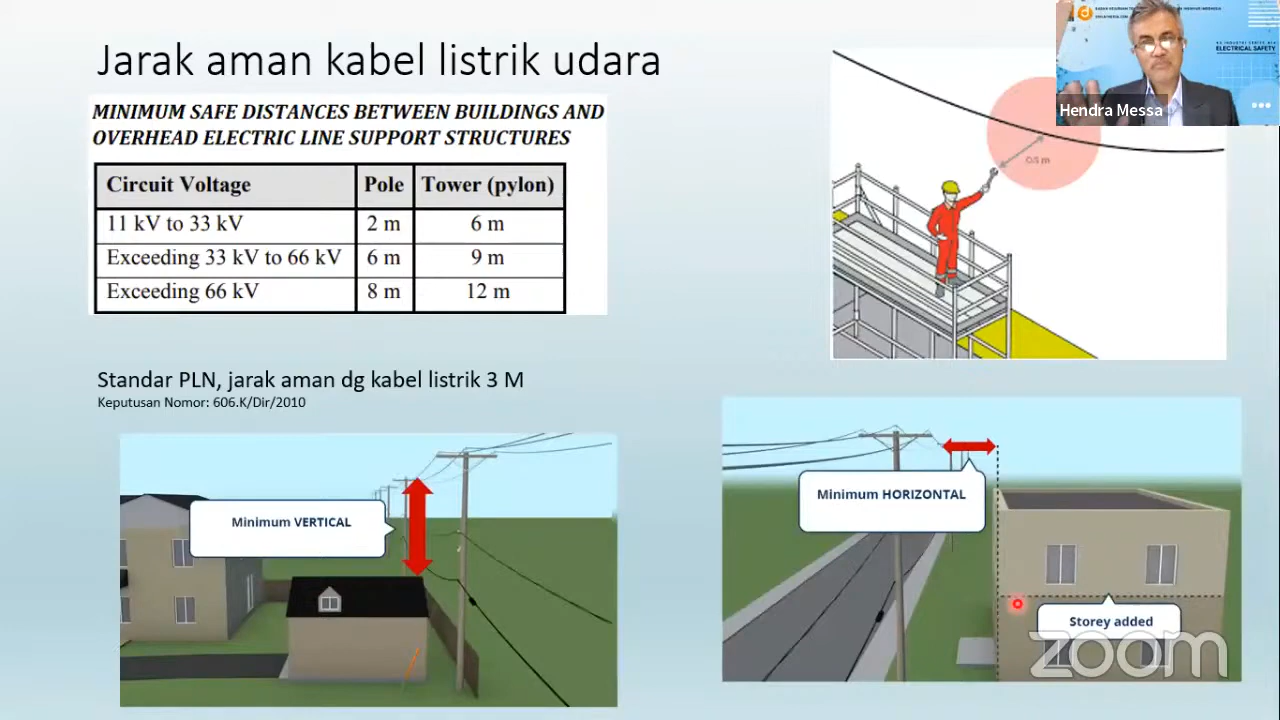 Jarak aman kabel listrik udara
MINIMUM SAFE DISTANCES BETWEEN BUILDINGS AND
OVERHEAD ELECTRIC LINE SUPPORT STRUCTURES
Circuit Voltage Pole Tower (pylon)
11 kV to 33 kV 2 m 6 m
Exceeding 33 kV to 66 kV 6 m 9 m
Exceeding 66 kV 8 m 12 m
Standar PLN, jarak aman dg kabel listrik 3 M
Keputusan Nomor: 606.K/Dir/2010
Minimum VERTICAL
ELECTRICAL SAFETY
Hendra Messa
Minimum HORIZONTAL
Storey added
zoom